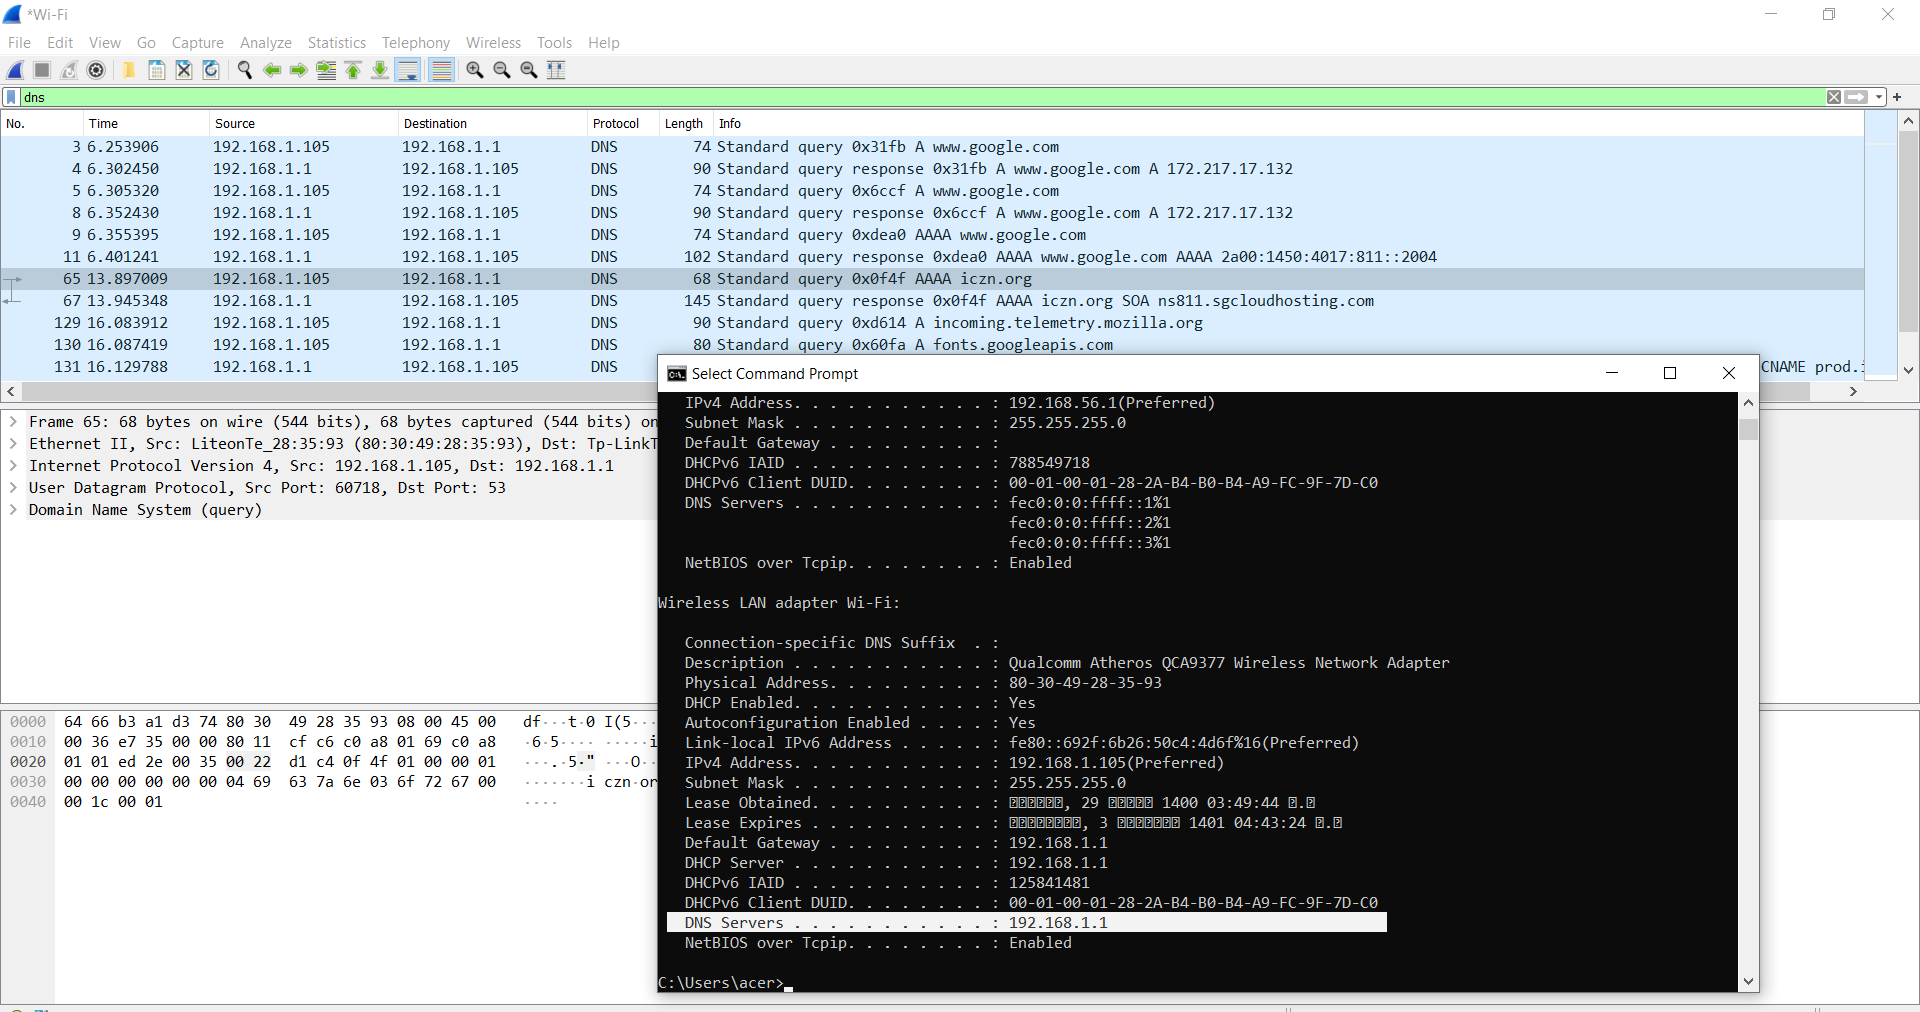 *Wi-Fi
File Edit View Go Capture Analyze Statistics Telephony Wireless Tools Help
dns
No. Time Source Destination Protocol Length Info
3 6.253906 192.168.1.105 192.168.1.1 DNS 74 Standard query 0x31fb A www.google.com
4 6.302450 192.168.1.1 192.168.1.105 DNS 90 Standard query response 0x31fb A www.google.com A 172.217.17.132
5 6.305320 192.168.1.105 192.168.1.1 DNS 74 Standard query 0x6ccf A www.google.com
8 6.352430 192.168.1.1 192.168.1.105 DNS 90 Standard query response 0x6ccf A www.google.com A 172.217.17.132
9 6.355395 192.168.1.105 192.168.1.1 DNS 74 Standard query 0xdea0 AAAA www.google.com
11 6.401241 192.168.1.1 192.168.1.105 DNS 102 Standard query response 0xdea0 AAAA www.google.com AAAA 2a00:1450:4017:811::2004
65 13.897009 192.168.1.105 192.168.1.1 DNS 68 Standard query 0x0f4f AAAA iczn.org
67 13.945348 192.168.1.1 192.168.1.105 DNS 145 Standard query response 0x0f4f AAAA iczn.org SOA ns811.sgcloudhosting.com
129 16.083912 192.168.1.105 192.168.1.1 DNS 90 Standard query 0xd614 A incoming.telemetry.mozilla.org
130 16.087419 192.168.1.105 192.168.1.1 DNS 80 Standard query 0x60fa A fonts.googleapis.com
131 16.129788 192.168.1.1 192.168.1.105 DNS CNAME prod.i
Frame 65: 68 bytes on wire (544 bits), 68 bytes captured (544 bits) on
Ethernet II, Src: LiteonTe_28:35:93 (80:30:49:28:35:93), Dst: Tp-LinkT
Internet Protocol Version 4, Src: 192.168.1.105, Dst: 192.168.1.1
User Datagram Protocol, Src Port: 60718, Dst Port: 53
Domain Name System (query)
0000 64 66 b3 a1 d3 74 80 30 49 28 35 93 08 00 45 00 df···t·0 I(5···
0010 00 36 e7 35 00 00 80 11 cf c6 c0 a8 01 69 c0 a8 ·6·5···· ·····i
0020 01 01 ed 2e 00 35 00 22 d1 c4 0f 4f 01 00 00 01 ···.·5·" ···O··
0030 00 00 00 00 00 00 04 69 63 7a 6e 03 6f 72 67 00 ·······i czn·or
0040 00 1c 00 01 ····
Select Command Prompt
IPv4 Address. . . . . . . . . . . : 192.168.56.1(Preferred)
Subnet Mask . . . . . . . . . . . : 255.255.255.0
Default Gateway . . . . . . . . . :
DHCPv6 IAID . . . . . . . . . . . : 788549718
DHCPv6 Client DUID. . . . . . . . : 00-01-00-01-28-2A-B4-B0-B4-A9-FC-9F-7D-C0
DNS Servers . . . . . . . . . . . : fec0:0:0:ffff::1%1
fec0:0:0:ffff::2%1
fec0:0:0:ffff::3%1
NetBIOS over Tcpip. . . . . . . . : Enabled
Wireless LAN adapter Wi-Fi:
Connection-specific DNS Suffix . :
Description . . . . . . . . . . . : Qualcomm Atheros QCA9377 Wireless Network Adapter
Physical Address. . . . . . . . . : 80-30-49-28-35-93
DHCP Enabled. . . . . . . . . . . : Yes
Autoconfiguration Enabled . . . . : Yes
Link-local IPv6 Address . . . . . : fe80::692f:6b26:50c4:4d6f%16(Preferred)
IPv4 Address. . . . . . . . . . . : 192.168.1.105(Preferred)
Subnet Mask . . . . . . . . . . . : 255.255.255.0
Lease Obtained. . . . . . . . . . : , 29 1400 03:49:44 .
Lease Expires . . . . . . . . . . : , 3 1401 04:43:24 .
Default Gateway . . . . . . . . . : 192.168.1.1
DHCP Server . . . . . . . . . . . : 192.168.1.1
DHCPv6 IAID . . . . . . . . . . . : 125841481
DHCPv6 Client DUID. . . . . . . . : 00-01-00-01-28-2A-B4-B0-B4-A9-FC-9F-7D-C0
DNS Servers . . . . . . . . . . . : 192.168.1.1
NetBIOS over Tcpip. . . . . . . . : Enabled
C:\Users\acer>